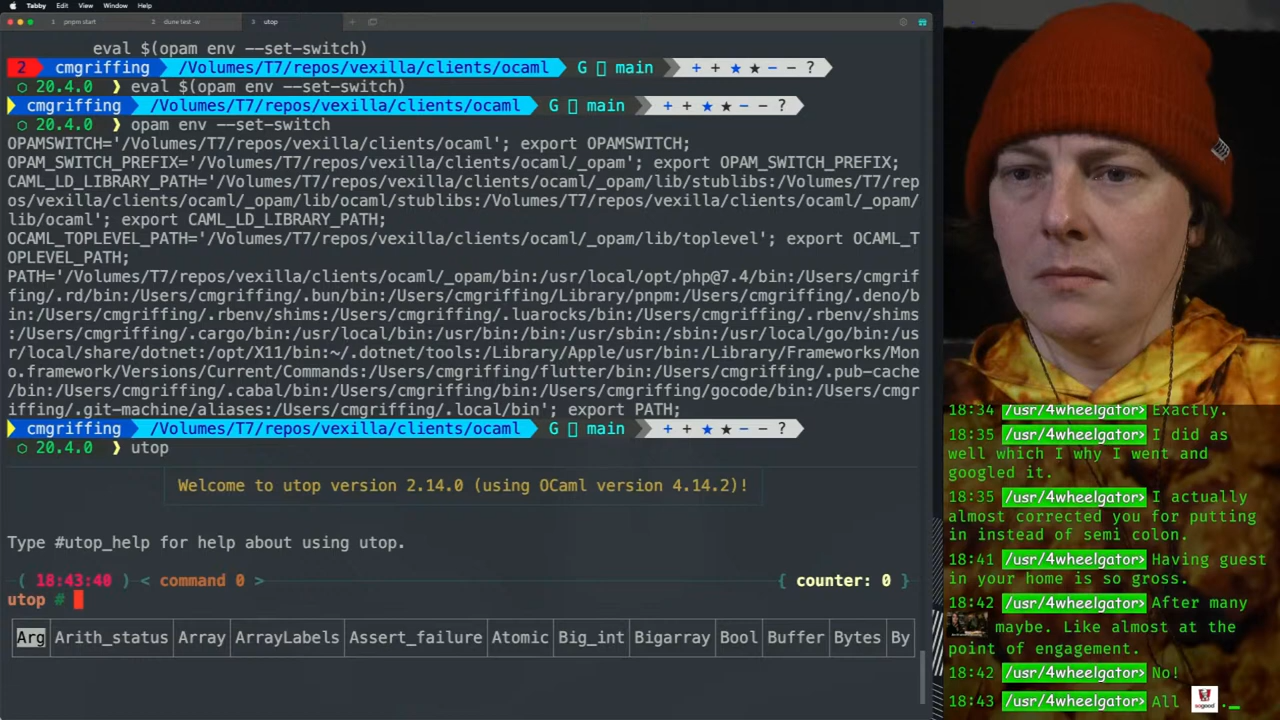 Tabby Edit View Window Help
1 pnpm start 2 dune test -w 3 utop
eval $(opam env --set-switch)
2 cmgriffing /Volumes/T7/repos/vexilla/clients/ocaml G main + + ★ ★ − − ?
20.4.0 ❯ eval $(opam env --set-switch)
cmgriffing /Volumes/T7/repos/vexilla/clients/ocaml G main + + ★ ★ − − ?
20.4.0 ❯ opam env --set-switch
OPAMSWITCH='/Volumes/T7/repos/vexilla/clients/ocaml'; export OPAMSWITCH;
OPAM_SWITCH_PREFIX='/Volumes/T7/repos/vexilla/clients/ocaml/_opam'; export OPAM_SWITCH_PREFIX;
CAML_LD_LIBRARY_PATH='/Volumes/T7/repos/vexilla/clients/ocaml/_opam/lib/stublibs:/Volumes/T7/rep
os/vexilla/clients/ocaml/_opam/lib/ocaml/stublibs:/Volumes/T7/repos/vexilla/clients/ocaml/_opam/
lib/ocaml'; export CAML_LD_LIBRARY_PATH;
OCAML_TOPLEVEL_PATH='/Volumes/T7/repos/vexilla/clients/ocaml/_opam/lib/toplevel'; export OCAML_T
OPLEVEL_PATH;
PATH='/Volumes/T7/repos/vexilla/clients/ocaml/_opam/bin:/usr/local/opt/php@7.4/bin:/Users/cmgrif
fing/.rd/bin:/Users/cmgriffing/.bun/bin:/Users/cmgriffing/Library/pnpm:/Users/cmgriffing/.deno/b
in:/Users/cmgriffing/.rbenv/shims:/Users/cmgriffing/.luarocks/bin:/Users/cmgriffing/.rbenv/shims
:/Users/cmgriffing/.cargo/bin:/usr/local/bin:/usr/bin:/bin:/usr/sbin:/sbin:/usr/local/go/bin:/us
r/local/share/dotnet:/opt/X11/bin:~/.dotnet/tools:/Library/Apple/usr/bin:/Library/Frameworks/Mon
o.framework/Versions/Current/Commands:/Users/cmgriffing/flutter/bin:/Users/cmgriffing/.pub-cache
/bin:/Users/cmgriffing/.cabal/bin:/Users/cmgriffing/bin:/Users/cmgriffing/gocode/bin:/Users/cmgr
iffing/.git-machine/aliases:/Users/cmgriffing/.local/bin'; export PATH;
cmgriffing /Volumes/T7/repos/vexilla/clients/ocaml G main + + ★ ★ − − ?
20.4.0 ❯ utop
Welcome to utop version 2.14.0 (using OCaml version 4.14.2)!
Type #utop_help for help about using utop.
( 18:43:40 ) < command 0 > { counter: 0 }
utop #
Arg Arith_status Array ArrayLabels Assert_failure Atomic Big_int Bigarray Bool Buffer Bytes By
18:34 /usr/4wheelgator> Exactly.
18:35 /usr/4wheelgator> I did as
well which I why I went and
googled it.
18:35 /usr/4wheelgator> I actually
almost corrected you for putting
in instead of semi colon.
18:41 /usr/4wheelgator> Having guest
in your home is so gross.
18:42 /usr/4wheelgator> After many
maybe. Like almost at the
point of engagement.
18:42 /usr/4wheelgator> No!
18:43 /usr/4wheelgator> All sogood .